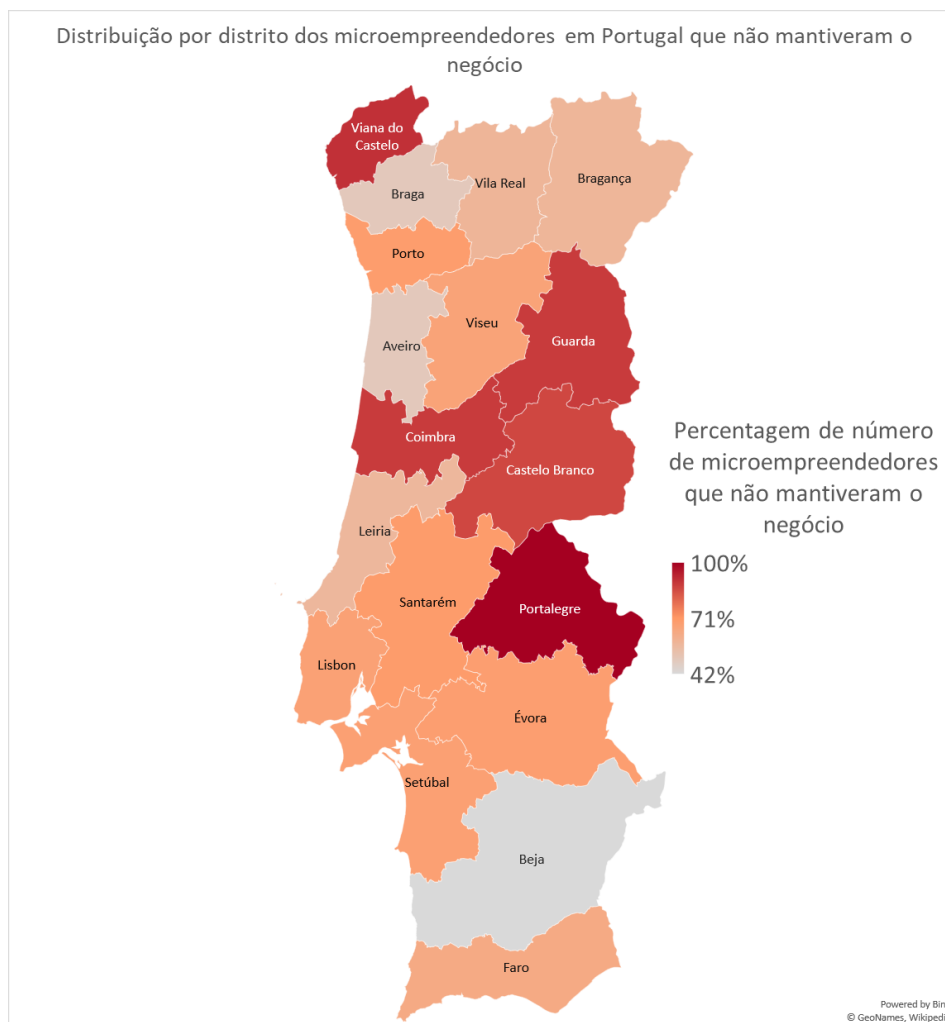 Distribuição por distrito dos microempreendedores em Portugal que não mantiveram o
negócio
Viana do
Castelo
Braga
Vila Real
Bragança
Porto
Viseu
Guarda
Aveiro
Coimbra
Castelo Branco
Percentagem de número
de microempreendedores
que não mantiveram o
negócio
100%
71%
42%
Leiria
Santarém
Portalegre
Lisbon
Évora
Setúbal
Beja
Faro
Powered by Bin
© GeoNames, Wikipedi